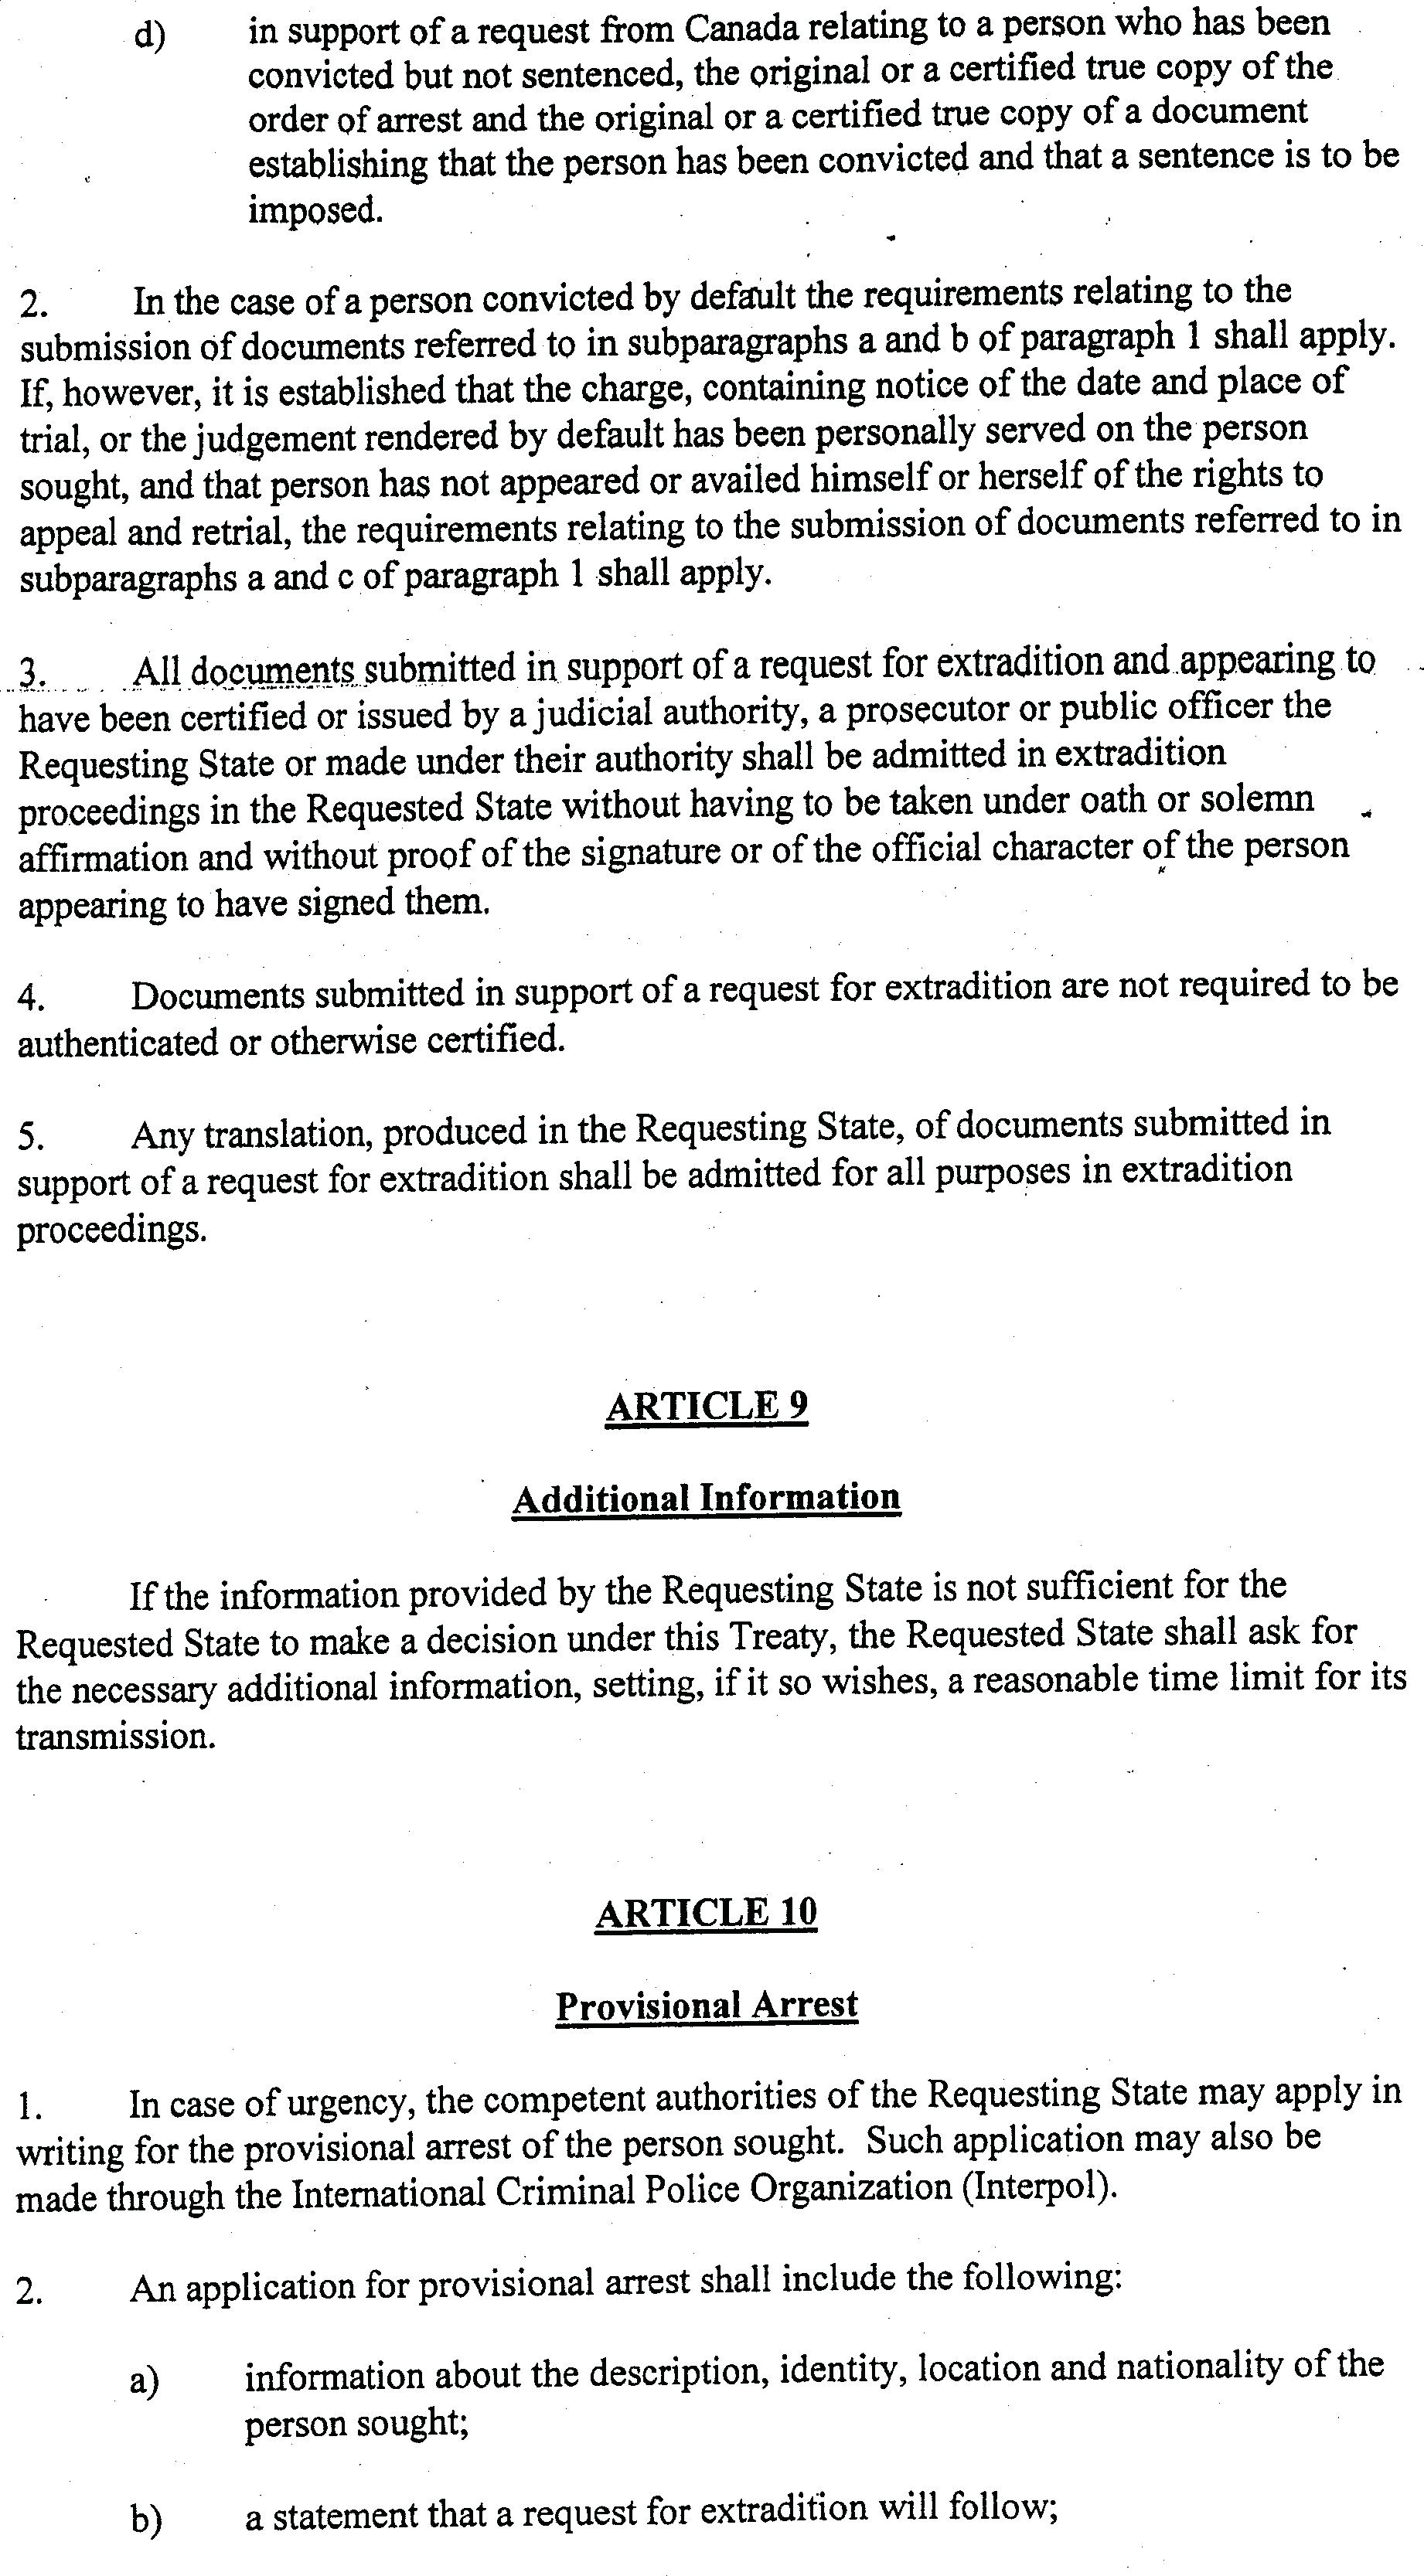 d) in support of a request from Canada relating to a person who has been
convicted but not sentenced, the original or a certified true copy of the
order of arrest and the original or a certified true copy of a document
establishing that the person has been convicted and that a sentence is to be
imposed.
2. In the case of a person convicted by default the requirements relating to the
submission of documents referred to in subparagraphs a and b of paragraph 1 shall apply.
If, however, it is established that the charge, containing notice of the date and place of
trial, or the judgement rendered by default has been personally served on the person
sought, and that person has not appeared or availed himself or herself of the rights to
appeal and retrial, the requirements relating to the submission of documents referred to in
subparagraphs a and c of paragraph 1 shall apply.
3. All documents submitted in support of a request for extradition and appearing to
have been certified or issued by a judicial authority, a prosecutor or public officer the
Requesting State or made under their authority shall be admitted in extradition
proceedings in the Requested State without having to be taken under oath or solemn
affirmation and without proof of the signature or of the official character of the person
appearing to have signed them.
4. Documents submitted in support of a request for extradition are not required to be
authenticated or otherwise certified.
5. Any translation, produced in the Requesting State, of documents submitted in
support of a request for extradition shall be admitted for all purposes in extradition
proceedings.
ARTICLE 9
Additional Information
If the information provided by the Requesting State is not sufficient for the
Requested State to make a decision under this Treaty, the Requested State shall ask for
the necessary additional information, setting, if it so wishes, a reasonable time limit for its
transmission.
ARTICLE 10
Provisional Arrest
1. In case of urgency, the competent authorities of the Requesting State may apply in
writing for the provisional arrest of the person sought. Such application may also be
made through the International Criminal Police Organization (Interpol).
2. An application for provisional arrest shall include the following:
a) information about the description, identity, location and nationality of the
person sought;
b) a statement that a request for extradition will follow;